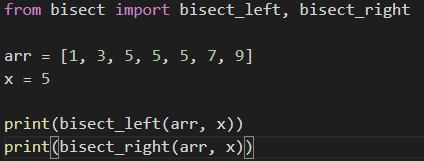 from bisect import bisect_left, bisect_right
arr = [1, 3, 5, 5, 5, 7, 9]
x = 5
print(bisect_left(arr, x))
print(bisect_right(arr, x))